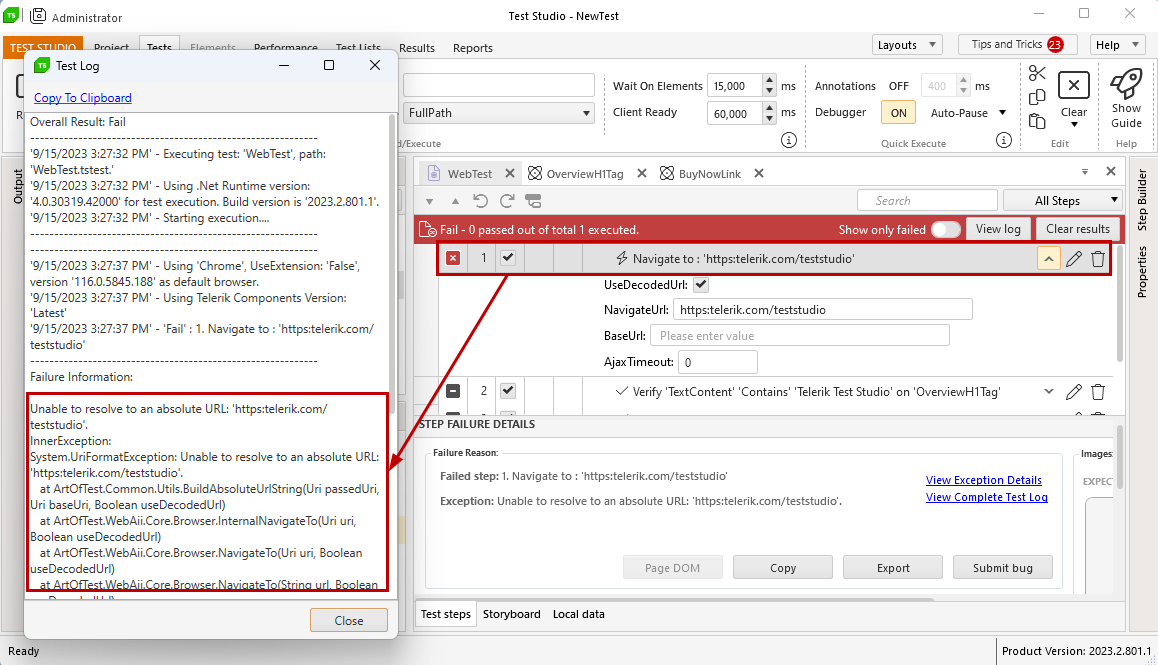 TS
Administrator
Test Studio - NewTest
TEST STUDIO
Project
Tests
Elements
Performance
Test Lists
Results
Reports
Layouts
Tips and Tricks 23
Help
FullPath
d/Execute
Wait On Elements 15,000 ms
Client Ready 60,000 ms
Annotations OFF 400 ms
Debugger ON Auto-Pause
Quick Execute
Clear
Edit
Show
Guide
Help
Output
TS Test Log
Copy To Clipboard
Overall Result: Fail
------------------------------------------------------------
'9/15/2023 3:27:32 PM' - Executing test: 'WebTest', path:
'WebTest.tstest.'
'9/15/2023 3:27:32 PM' - Using .Net Runtime version:
'4.0.30319.42000' for test execution. Build version is '2023.2.801.1'.
'9/15/2023 3:27:32 PM' - Starting execution....
------------------------------------------------------------
------------------------------------------------------------
'9/15/2023 3:27:37 PM' - Using 'Chrome', UseExtension: 'False',
version '116.0.5845.188' as default browser.
'9/15/2023 3:27:37 PM' - Using Telerik Components Version:
'Latest'
'9/15/2023 3:27:37 PM' - 'Fail' : 1. Navigate to : 'https:telerik.com/
teststudio'
------------------------------------------------------------
Failure Information:
Unable to resolve to an absolute URL: 'https:telerik.com/
teststudio'.
InnerException:
System.UriFormatException: Unable to resolve to an absolute URL:
'https:telerik.com/teststudio'.
at ArtOfTest.Common.Utils.BuildAbsoluteUrlString(Uri passedUri,
Uri baseUri, Boolean useDecodedUrl)
at ArtOfTest.WebAii.Core.Browser.InternalNavigateTo(Uri uri,
Boolean useDecodedUrl)
at ArtOfTest.WebAii.Core.Browser.NavigateTo(Uri uri, Boolean
useDecodedUrl)
at ArtOfTest.WebAii.Core.Browser.NavigateTo(String url, Boolean
Close
WebTest
OverviewH1Tag
BuyNowLink
Search
All Steps
Fail - 0 passed out of total 1 executed.
Show only failed
View log
Clear results
1 Navigate to : 'https:telerik.com/teststudio'
UseDecodedUrl:
NavigateUrl: https:telerik.com/teststudio
BaseUrl: Please enter value
AjaxTimeout: 0
2 Verify 'TextContent' 'Contains' 'Telerik Test Studio' on 'OverviewH1Tag'
STEP FAILURE DETAILS
Failure Reason:
Failed step: 1. Navigate to : 'https:telerik.com/teststudio'
Exception: Unable to resolve to an absolute URL: 'https:telerik.com/teststudio'.
View Exception Details
View Complete Test Log
Images
EXPEC
Page DOM
Copy
Export
Submit bug
Test steps
Storyboard
Local data
Step Builder
Properties
Ready
Product Version: 2023.2.801.1